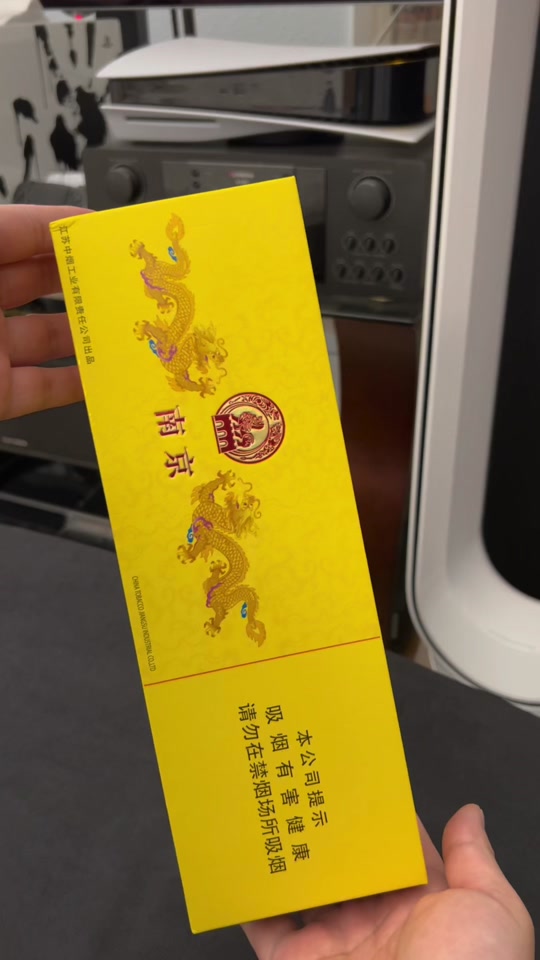 江苏中烟工业有限责任公司出品
南京
CHINA TOBACCO JIANGSU INDUSTRIAL CO.,LTD
本公司提示
吸烟有害健康
请勿在禁烟场所吸烟